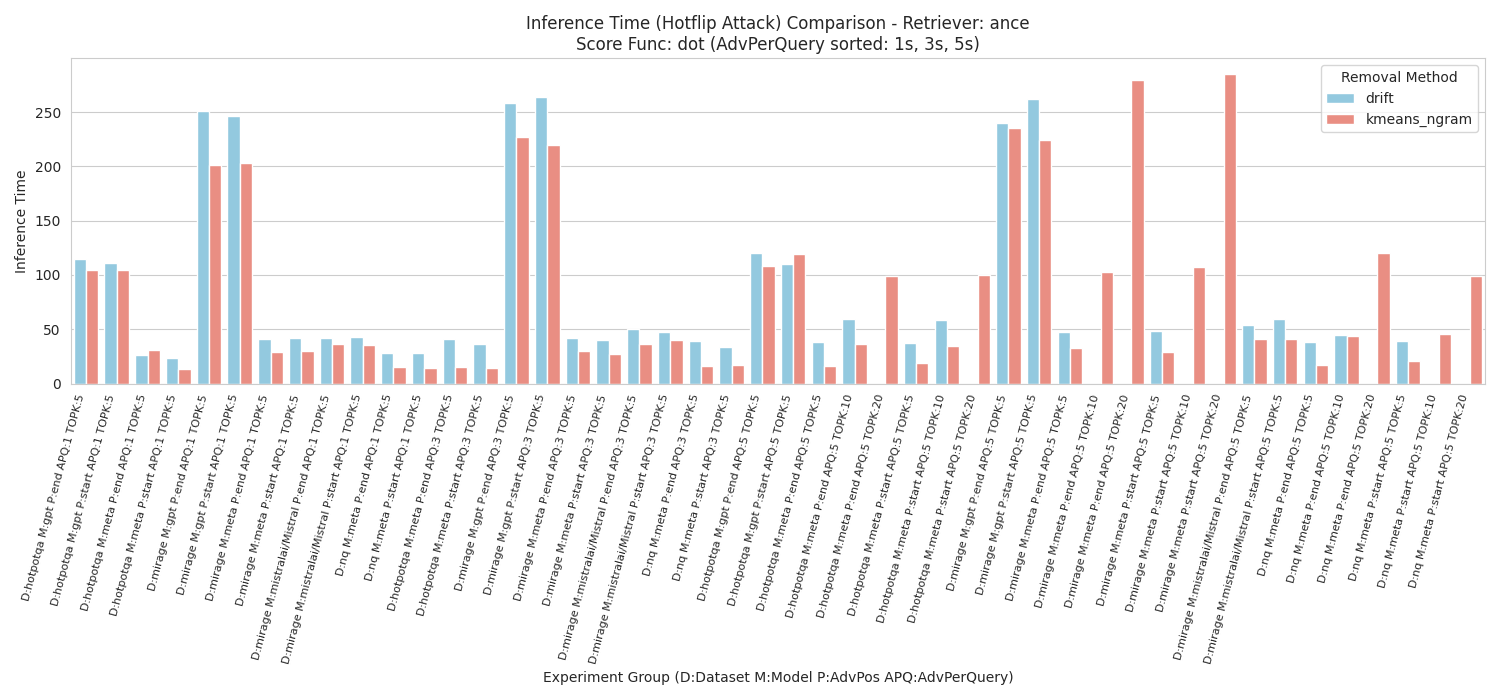 Inference Time (Hotflip Attack) Comparison - Retriever: ance
Score Func: dot (AdvPerQuery sorted: 1s, 3s, 5s)
Removal Method
drift
kmeans_ngram
Inference Time
250
200
150
100
50
0
D:hotpotqa M:gpt P:end APQ:1 TOPK:5
D:hotpotqa M:gpt P:start APQ:1 TOPK:5
D:hotpotqa M:meta P:end APQ:1 TOPK:5
D:hotpotqa M:meta P:start APQ:1 TOPK:5
D:mirage M:gpt P:end APQ:1 TOPK:5
D:mirage M:gpt P:start APQ:1 TOPK:5
D:mirage M:meta P:end APQ:1 TOPK:5
D:mirage M:meta P:start APQ:1 TOPK:5
D:mirage M:mistralai/Mistral P:end APQ:1 TOPK:5
D:mirage M:mistralai/Mistral P:start APQ:1 TOPK:5
D:nq M:meta P:end APQ:1 TOPK:5
D:nq M:meta P:start APQ:1 TOPK:5
D:hotpotqa M:meta P:end APQ:3 TOPK:5
D:hotpotqa M:meta P:start APQ:3 TOPK:5
D:mirage M:gpt P:end APQ:3 TOPK:5
D:mirage M:gpt P:start APQ:3 TOPK:5
D:mirage M:meta P:end APQ:3 TOPK:5
D:mirage M:meta P:start APQ:3 TOPK:5
D:mirage M:mistralai/Mistral P:end APQ:3 TOPK:5
D:mirage M:mistralai/Mistral P:start APQ:3 TOPK:5
D:nq M:meta P:end APQ:3 TOPK:5
D:nq M:meta P:start APQ:3 TOPK:5
D:hotpotqa M:gpt P:end APQ:5 TOPK:5
D:hotpotqa M:gpt P:start APQ:5 TOPK:5
D:hotpotqa M:meta P:end APQ:5 TOPK:5
D:hotpotqa M:meta P:end APQ:5 TOPK:10
D:hotpotqa M:meta P:end APQ:5 TOPK:20
D:hotpotqa M:meta P:start APQ:5 TOPK:5
D:hotpotqa M:meta P:start APQ:5 TOPK:10
D:hotpotqa M:meta P:start APQ:5 TOPK:20
D:mirage M:gpt P:end APQ:5 TOPK:5
D:mirage M:gpt P:start APQ:5 TOPK:5
D:mirage M:meta P:end APQ:5 TOPK:5
D:mirage M:meta P:end APQ:5 TOPK:10
D:mirage M:meta P:end APQ:5 TOPK:20
D:mirage M:meta P:start APQ:5 TOPK:5
D:mirage M:meta P:start APQ:5 TOPK:10
D:mirage M:meta P:start APQ:5 TOPK:20
D:mirage M:mistralai/Mistral P:end APQ:5 TOPK:5
D:mirage M:mistralai/Mistral P:start APQ:5 TOPK:5
D:nq M:meta P:end APQ:5 TOPK:5
D:nq M:meta P:end APQ:5 TOPK:10
D:nq M:meta P:end APQ:5 TOPK:20
D:nq M:meta P:start APQ:5 TOPK:5
D:nq M:meta P:start APQ:5 TOPK:10
D:nq M:meta P:start APQ:5 TOPK:20
Experiment Group (D:Dataset M:Model P:AdvPos APQ:AdvPerQuery)